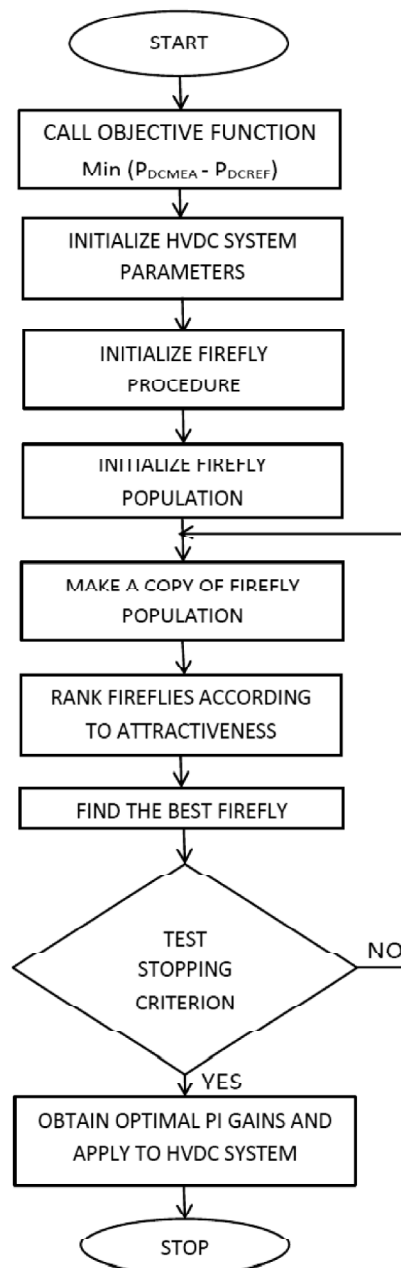 START
CALL OBJECTIVE FUNCTION
Min (PDCMEA - PDCREF)
INITIALIZE HVDC SYSTEM
PARAMETERS
INITIALIZE FIREFLY
PROCEDURE
INITIALIZE FIREFLY
POPULATION
MAKE A COPY OF FIREFLY
POPULATION
RANK FIREFLIES ACCORDING
TO ATTRACTIVENESS
FIND THE BEST FIREFLY
TEST
STOPPING
CRITERION
NO
YES
OBTAIN OPTIMAL PI GAINS AND
APPLY TO HVDC SYSTEM
STOP